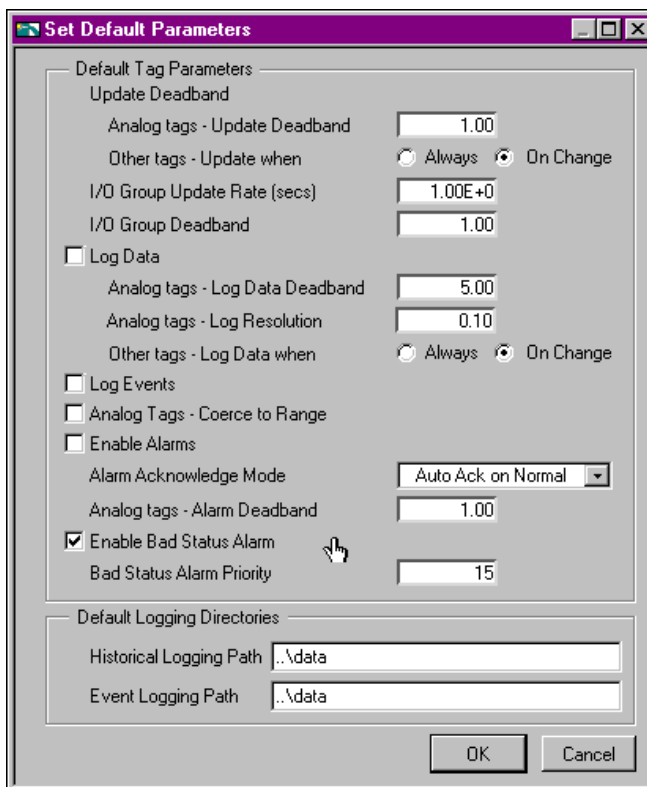 Set Default Parameters
Default Tag Parameters
Update Deadband
Analog tags - Update Deadband 1.00
Other tags - Update when Always On Change
I/O Group Update Rate (secs) 1.00E+0
I/O Group Deadband 1.00
Log Data
Analog tags - Log Data Deadband 5.00
Analog tags - Log Resolution 0.10
Other tags - Log Data when Always On Change
Log Events
Analog Tags - Coerce to Range
Enable Alarms
Alarm Acknowledge Mode Auto Ack on Normal
Analog tags - Alarm Deadband 1.00
Enable Bad Status Alarm
Bad Status Alarm Priority 15
Default Logging Directories
Historical Logging Path ..\data
Event Logging Path ..\data
OK Cancel